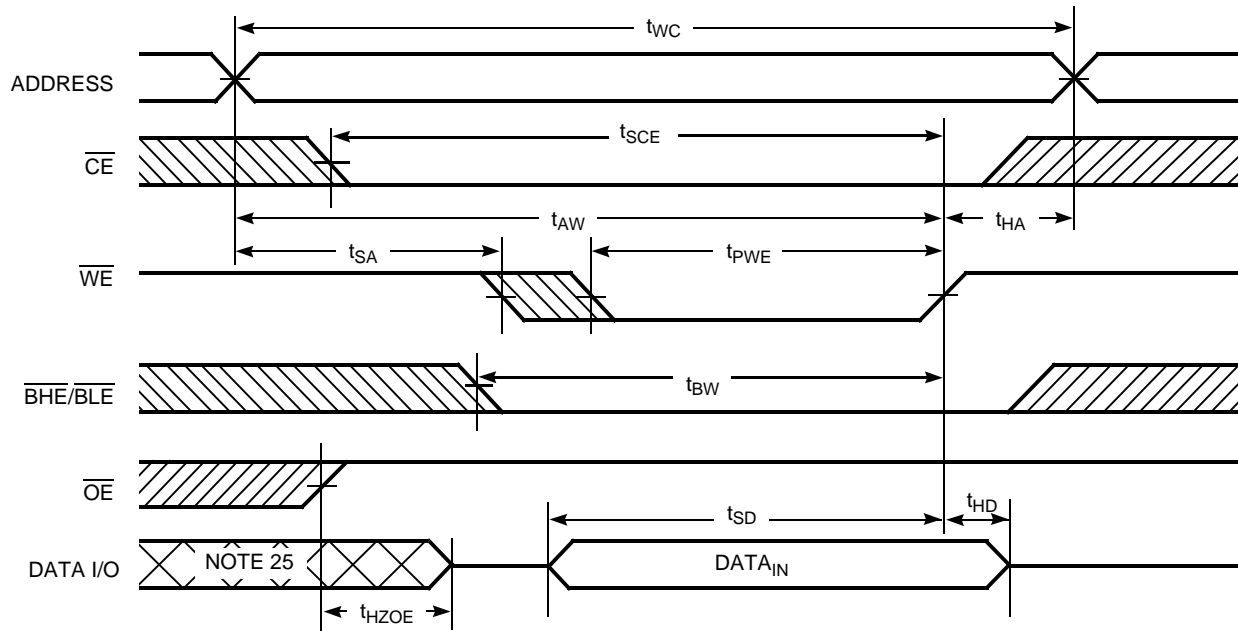 tWC
ADDRESS
tSCE
CE
tAW
tHA
tSA
tPWE
WE
tBW
BHE/BLE
OE
tSD
tHD
DATA I/O
NOTE 25
DATAIN
tHZOE